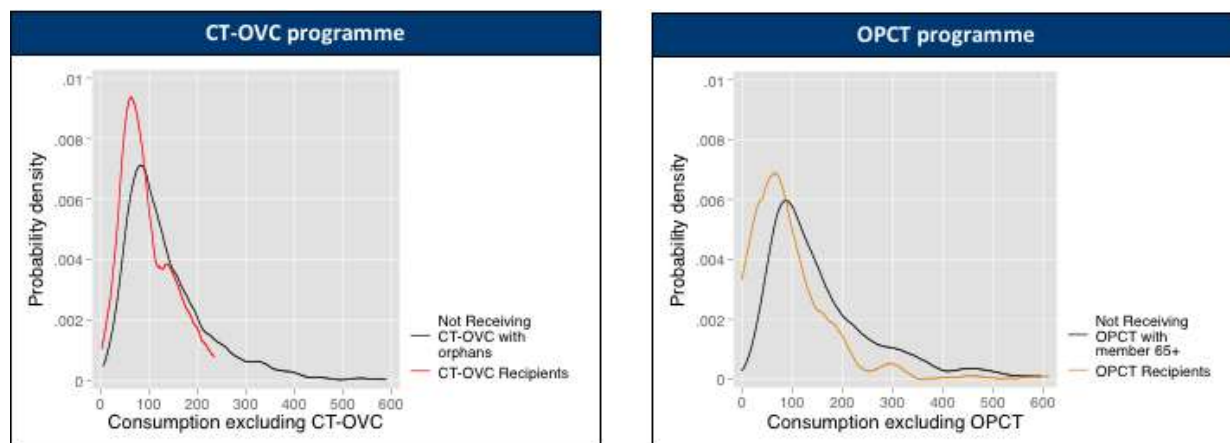 CT-OVC programme
.01
.008
.006
.004
.002
0
Probability density
0 100 200 300 400 500 600
Consumption excluding CT-OVC
Not Receiving
CT-OVC with
orphans
CT-OVC Recipients
OPCT programme
.01
.008
.006
.004
.002
0
Probability density
0 100 200 300 400 500 600
Consumption excluding OPCT
Not Receiving
OPCT with
member 65+
OPCT Recipients